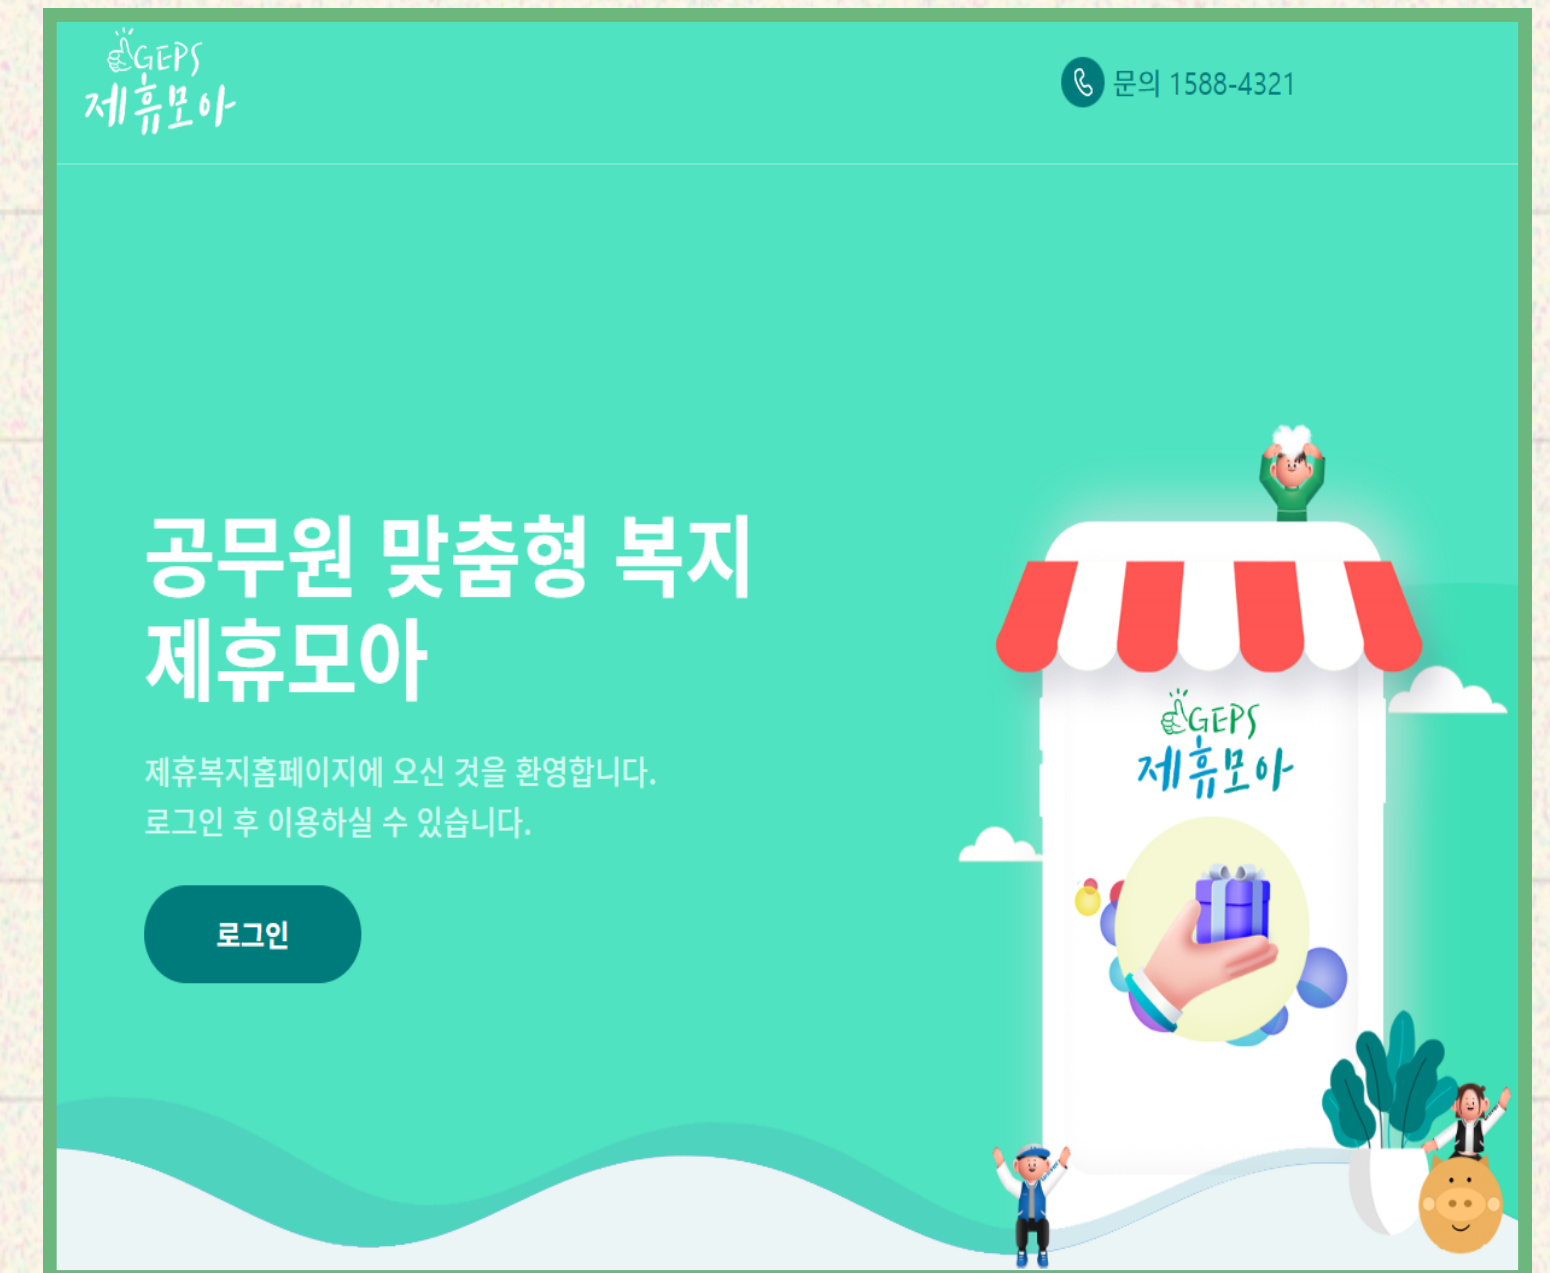 GEPS
제휴모아
문의 1588-4321
공무원 맞춤형 복지
제휴모아
제휴복지홈페이지에 오신 것을 환영합니다.
로그인 후 이용하실 수 있습니다.
로그인
GEPS
제휴모아